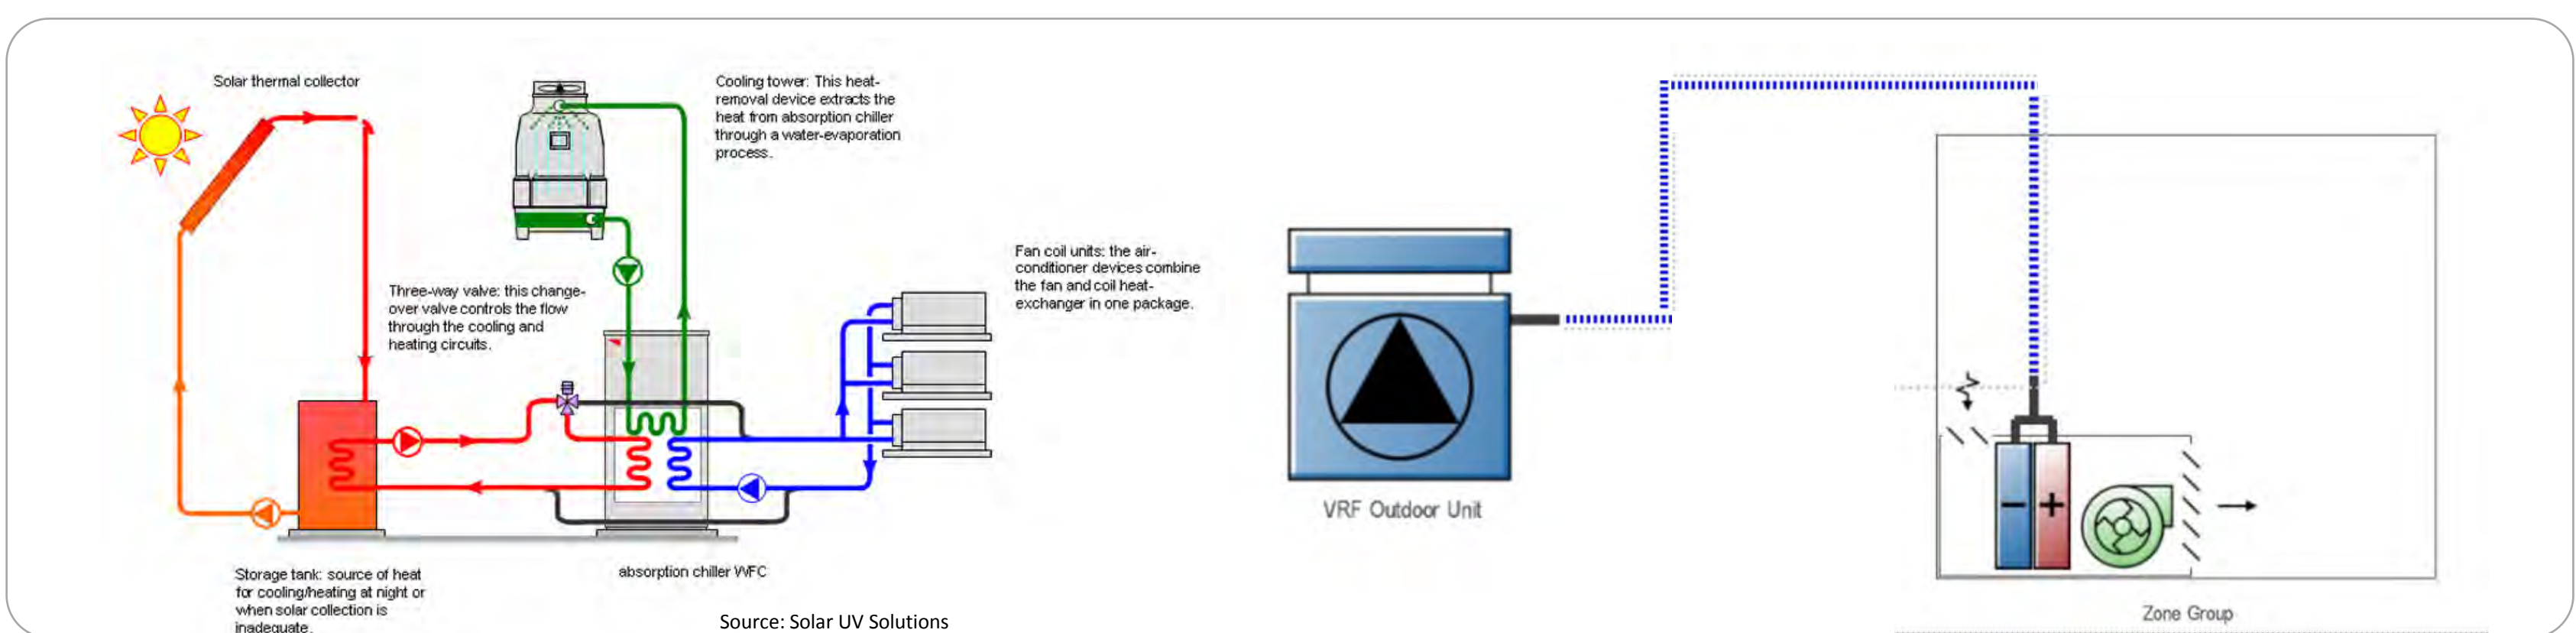 Solar thermal collector
Cooling tower: This heat-
removal device extracts the
heat from absorption chiller
through a water-evaporation
process.
Three-way valve: this change-
over valve controls the flow
through the cooling and
heating circuits.
Fan coil units: the air-
conditioner devices combine
the fan and coil heat-
exchanger in one package.
Storage tank: source of heat
for cooling/heating at night or
when solar collection is
inadequate.
absorption chiller WFC
Source: Solar UV Solutions
VRF Outdoor Unit
Zone Group